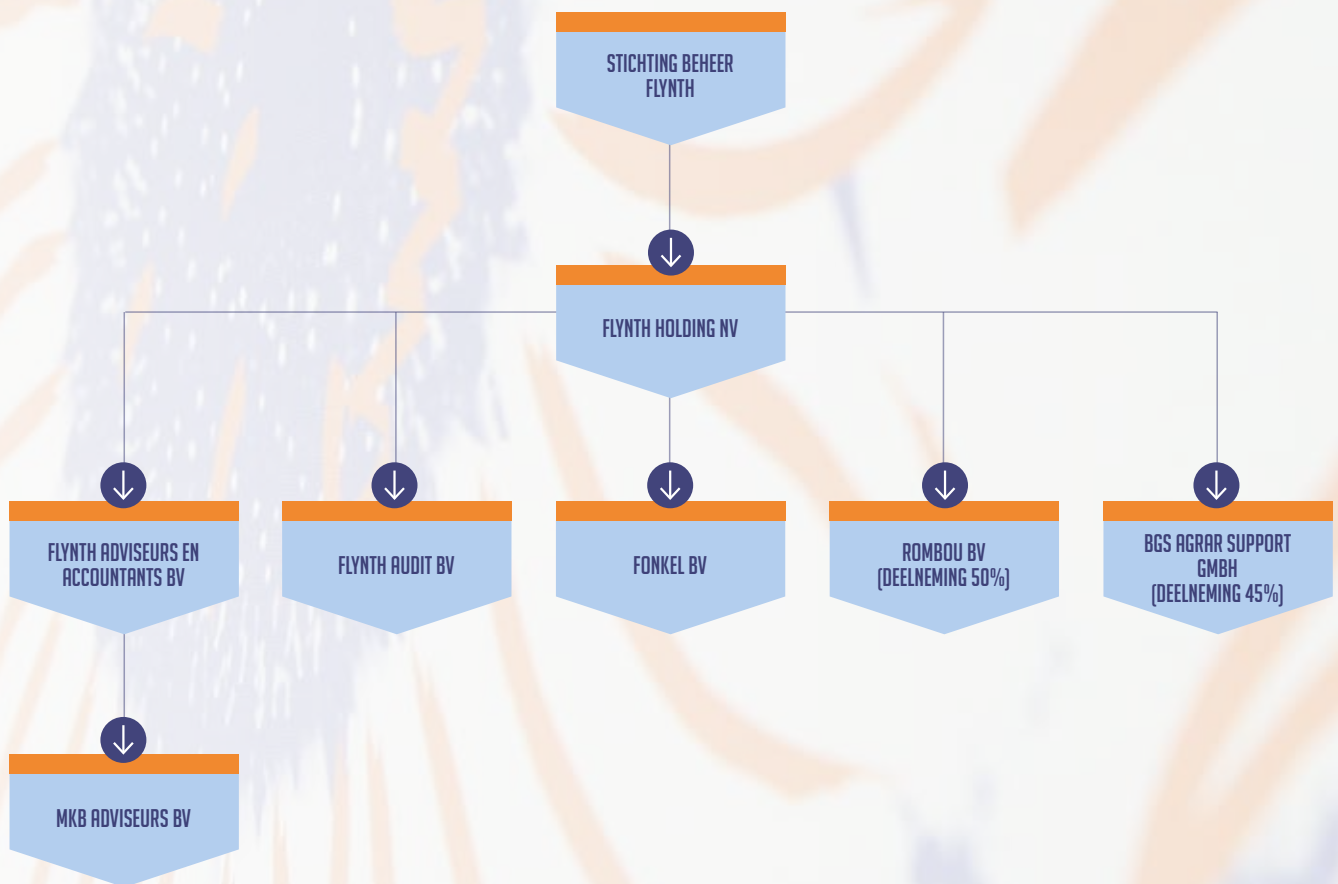 STICHTING BEHEER
FLYNTH
FLYNTH HOLDING NV
FLYNTH ADVISEURS EN
ACCOUNTANTS BV
FLYNTH AUDIT BV
FONKEL BV
ROMBOU BV
(DEELNEMING 50%)
BGS AGRAR SUPPORT
GMBH
(DEELNEMING 45%)
MKB ADVISEURS BV